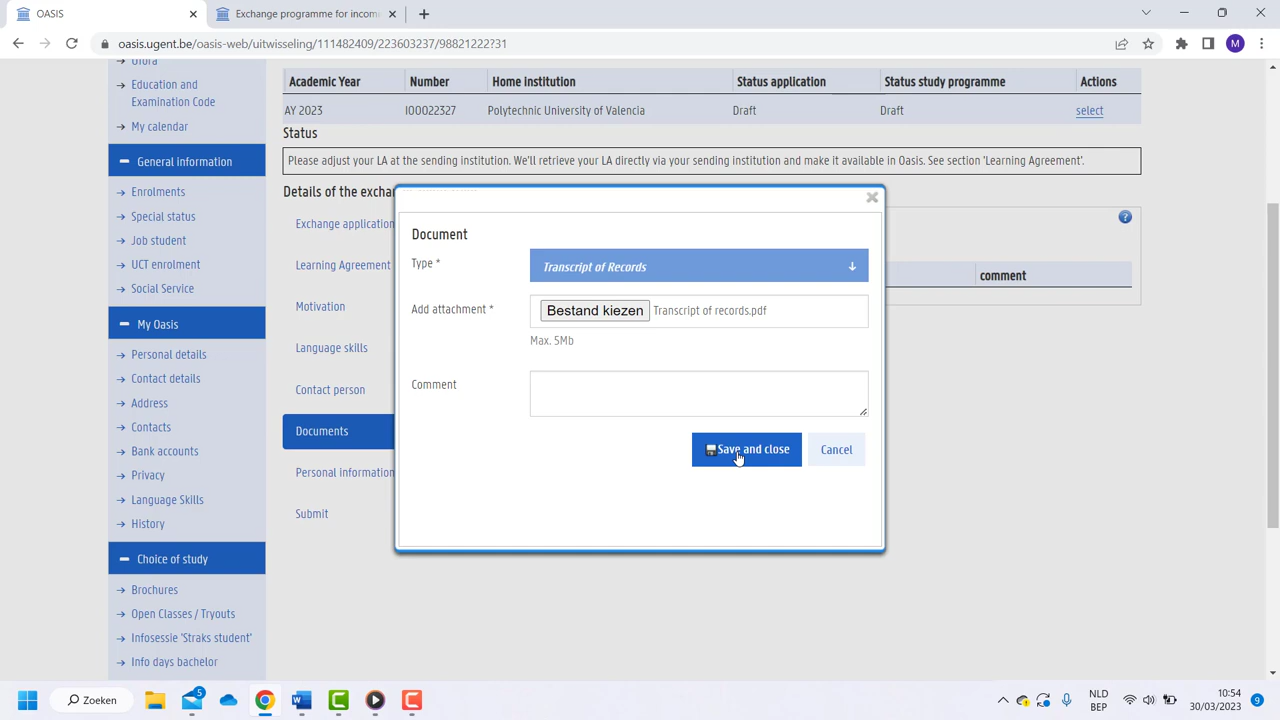 OASIS
Exchange programme for incom
oasis.ugent.be/oasis-web/uitwisseling/111482409/223603237/98821222?31
M
Ufora
Education and
Examination Code
My calendar
General information
Enrolments
Special status
Job student
UCT enrolment
Social Service
My Oasis
Personal details
Contact details
Address
Contacts
Bank accounts
Privacy
Language Skills
History
Choice of study
Brochures
Open Classes / Tryouts
Infosessie 'Straks student'
Info days bachelor
Academic Year Number Home institution Status application Status study programme Actions
AY 2023 I00022327 Polytechnic University of Valencia Draft Draft select
Status
Please adjust your LA at the sending institution. We'll retrieve your LA directly via your sending institution and make it available in Oasis. See section 'Learning Agreement'.
Details of the excha
Exchange application
Learning Agreement
Motivation
Language skills
Contact person
Documents
Personal information
Submit
?
comment
Document
Type *
Transcript of Records
Add attachment *
Bestand kiezen Transcript of records.pdf
Max. 5Mb
Comment
Save and close
Cancel
Zoeken
5
NLD
BEP
10:54
30/03/2023
9